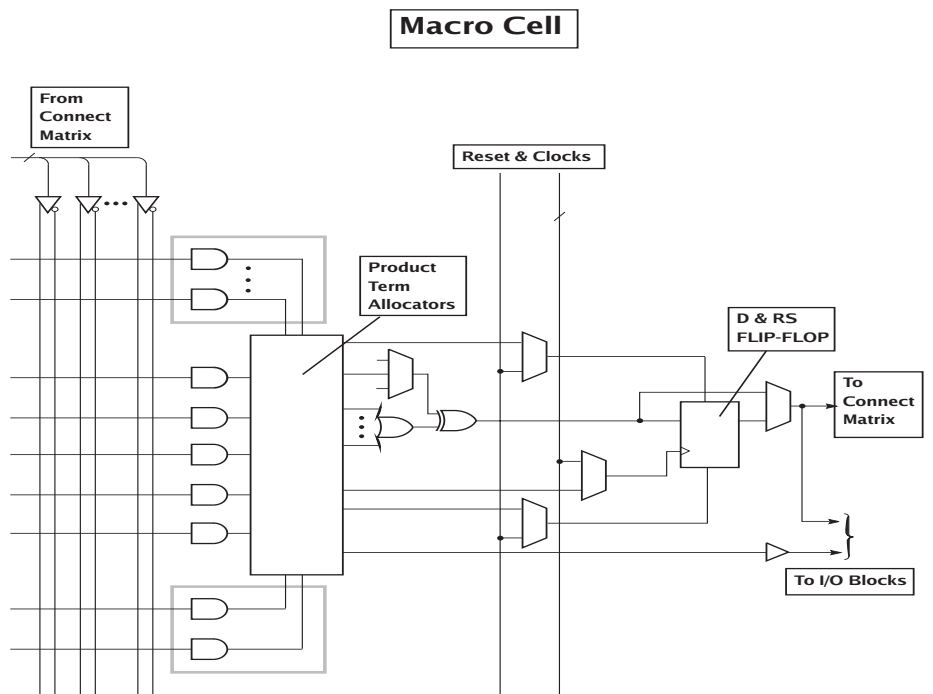 Macro Cell
From
Connect
Matrix
Reset & Clocks
Product
Term
Allocators
D & RS
FLIP-FLOP
To
Connect
Matrix
To I/O Blocks